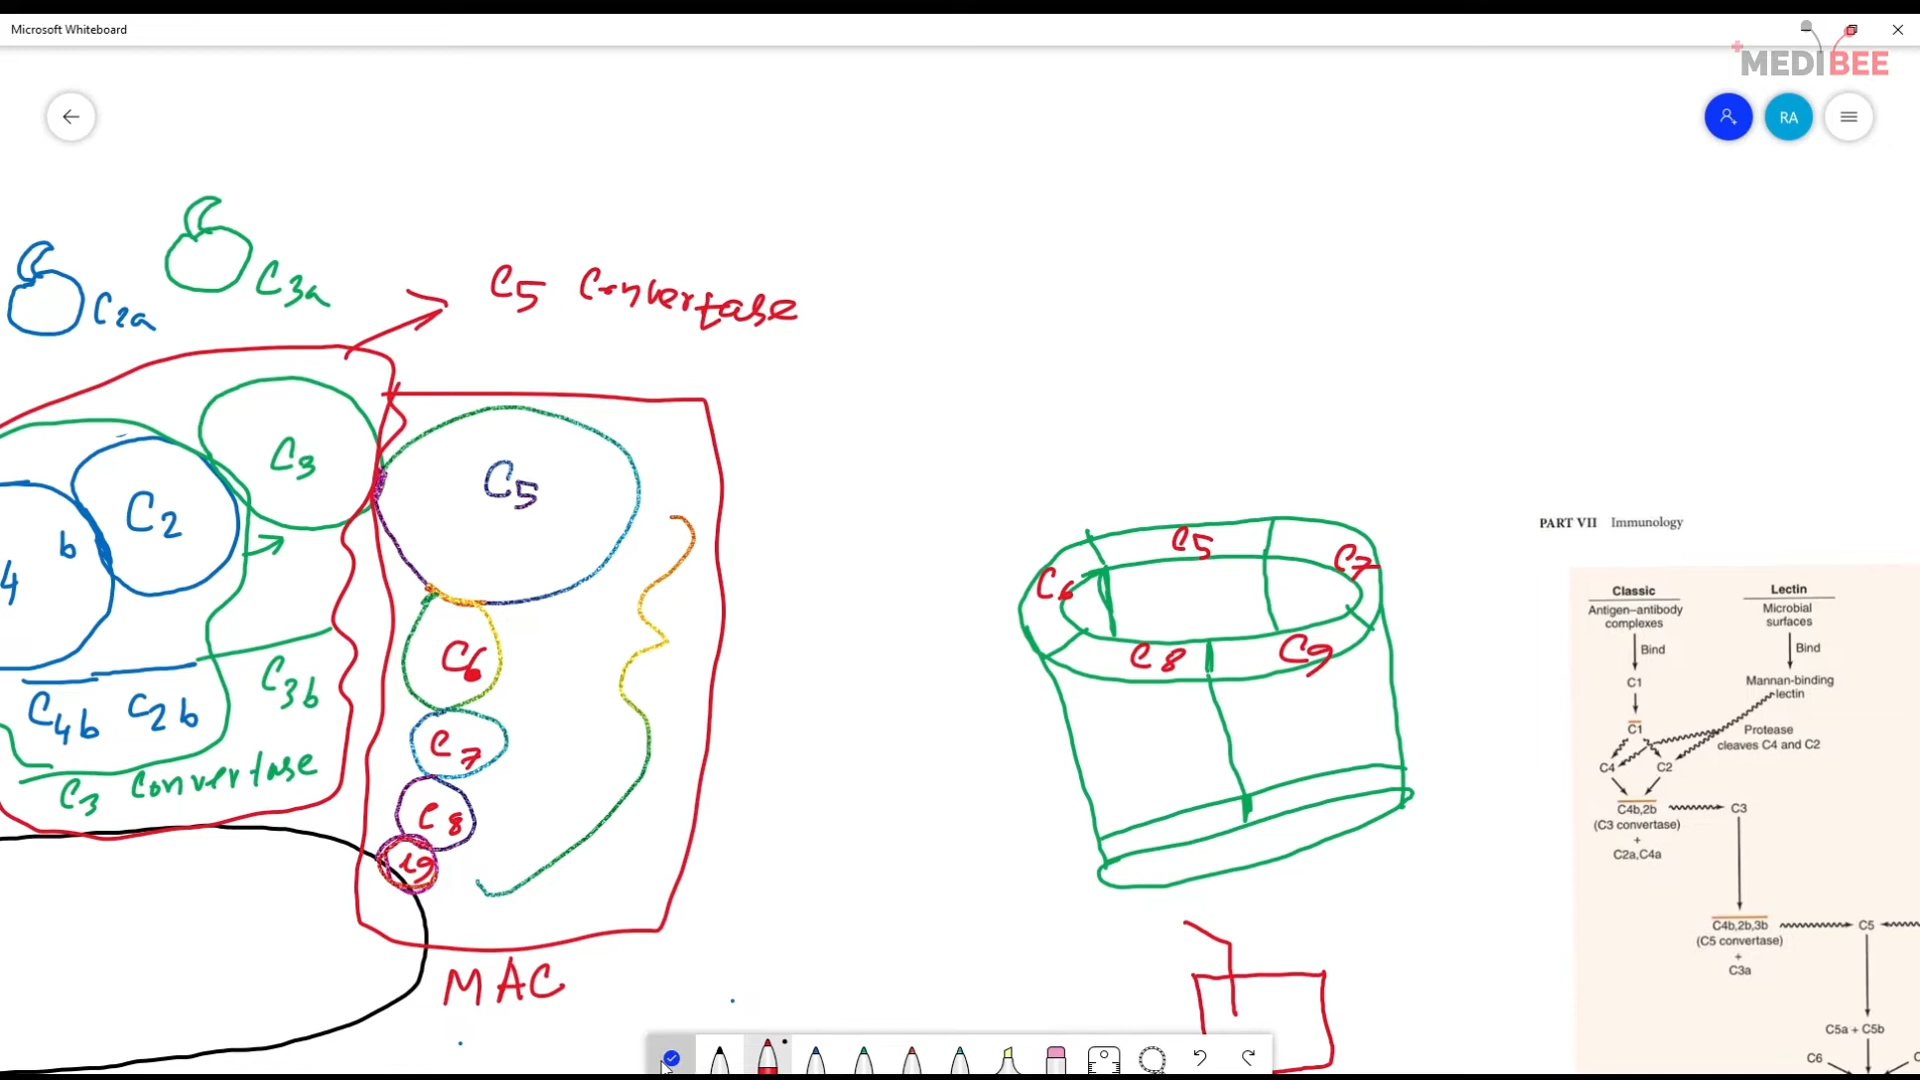 Microsoft Whiteboard
MEDIBEE
RA
C3a
C2a
C5 Convertase
C3
C5
C2
b
4
C6
C4b C2b
C3b
C7
C3 Convertase
C8
MAC
C5
C7
C6
C8 C9
PART VII Immunology
Classic
Antigen–antibody
complexes
Bind
C1
C1
C4 C2
C4b,2b
(C3 convertase)
+
C2a,C4a
Lectin
Microbial
surfaces
Bind
Mannan-binding
lectin
Protease
cleaves C4 and C2
C3
C4b,2b,3b
(C5 convertase)
+
C3a
C5
C5a + C5b
C6